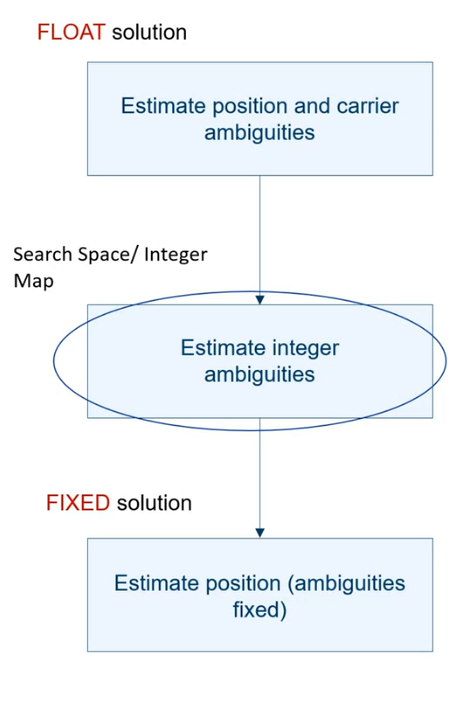 FLOAT solution
Estimate position and carrier
ambiguities
Search Space/ Integer
Map
Estimate integer
ambiguities
FIXED solution
Estimate position (ambiguities
fixed)